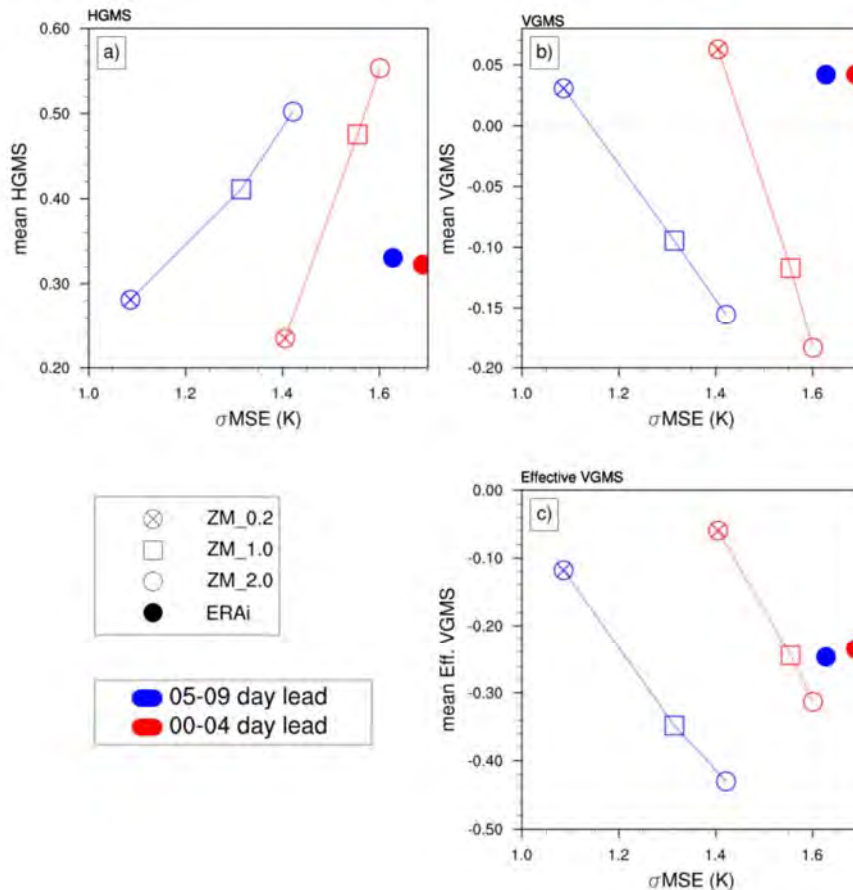 HGMS
a)
0.60
0.50
0.40
0.30
0.20
mean HGMS
1.0 1.2 1.4 1.6
σMSE (K)
VGMS
b)
0.05
0.00
-0.05
-0.10
-0.15
-0.20
mean VGMS
1.0 1.2 1.4 1.6
σMSE (K)
ZM_0.2
ZM_1.0
ZM_2.0
ERAi
05-09 day lead
00-04 day lead
Effective VGMS
c)
0.00
-0.10
-0.20
-0.30
-0.40
-0.50
mean Eff. VGMS
1.0 1.2 1.4 1.6
σMSE (K)